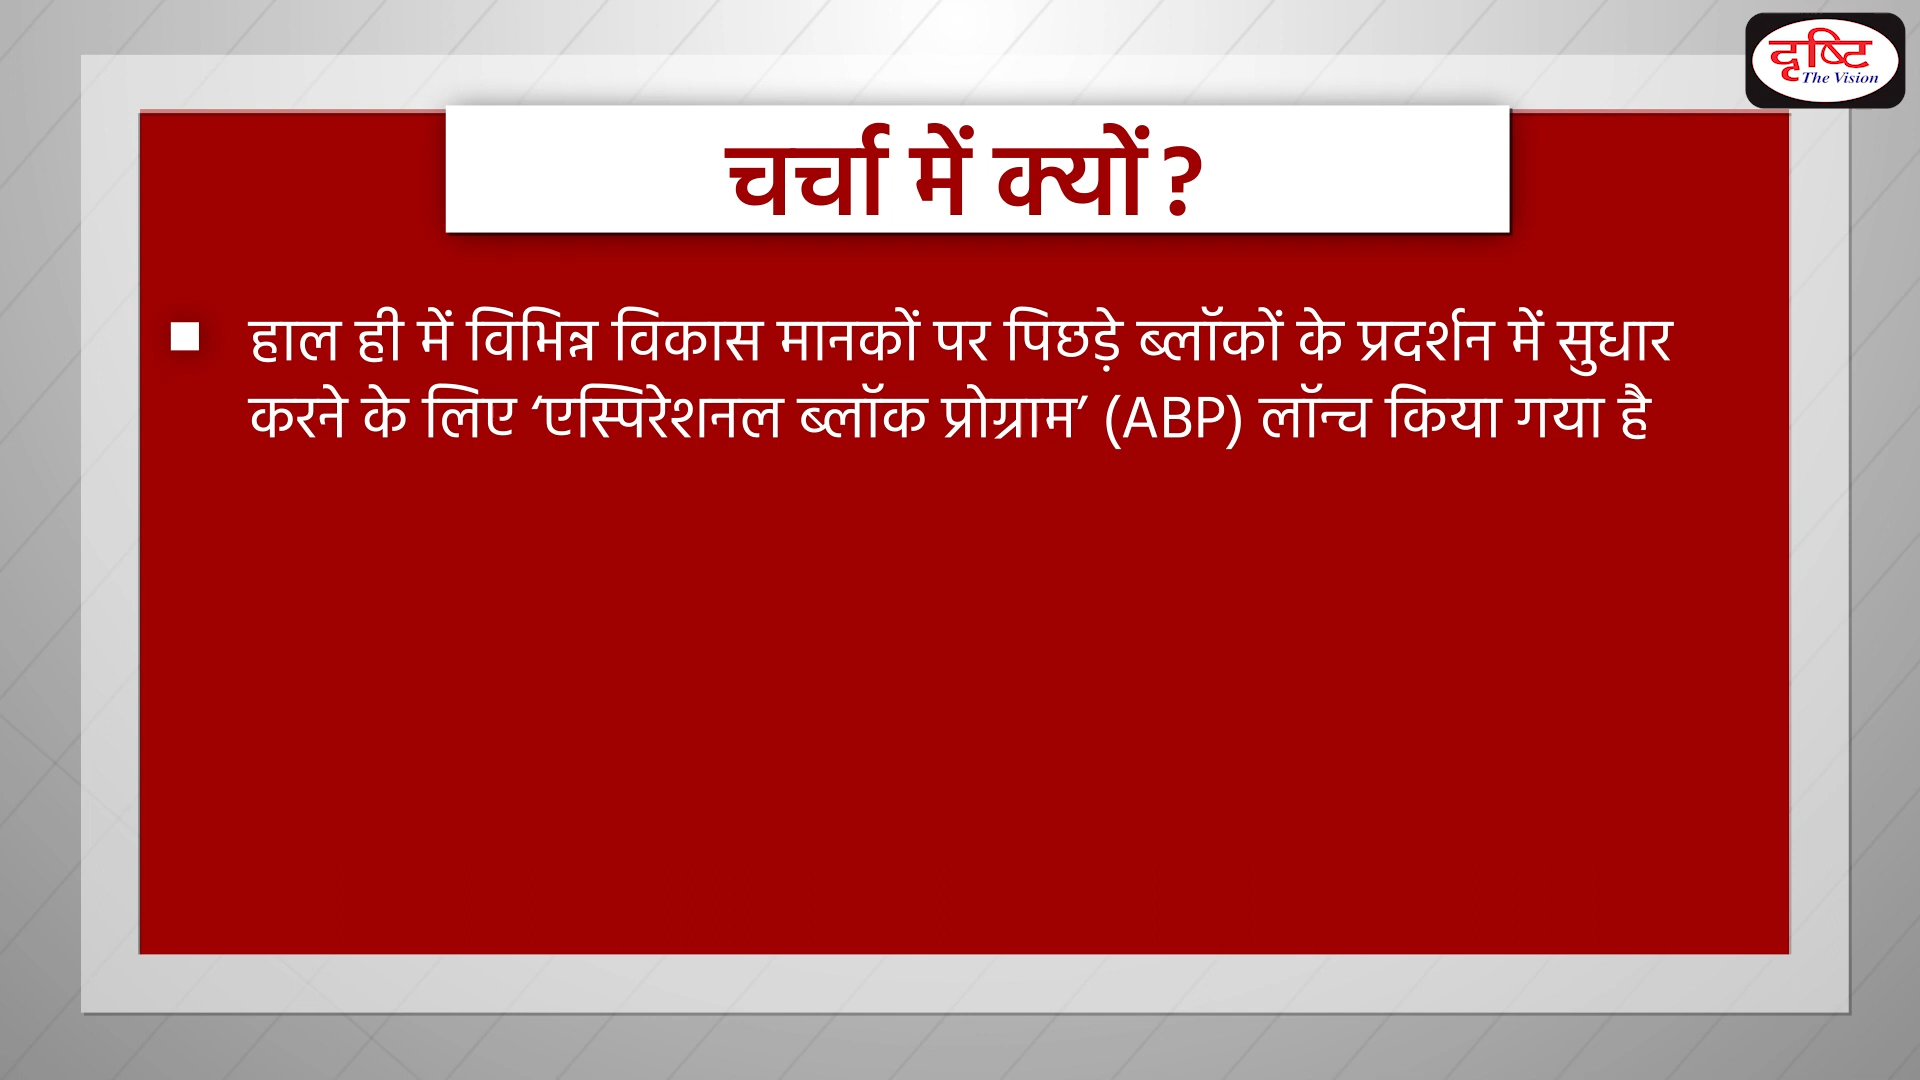 दृष्टि
The Vision
चर्चा में क्यों?
हाल ही में विभिन्न विकास मानकों पर पिछड़े ब्लॉकों के प्रदर्शन में सुधार
करने के लिए ‘एस्पिरेशनल ब्लॉक प्रोग्राम’ (ABP) लॉन्च किया गया है